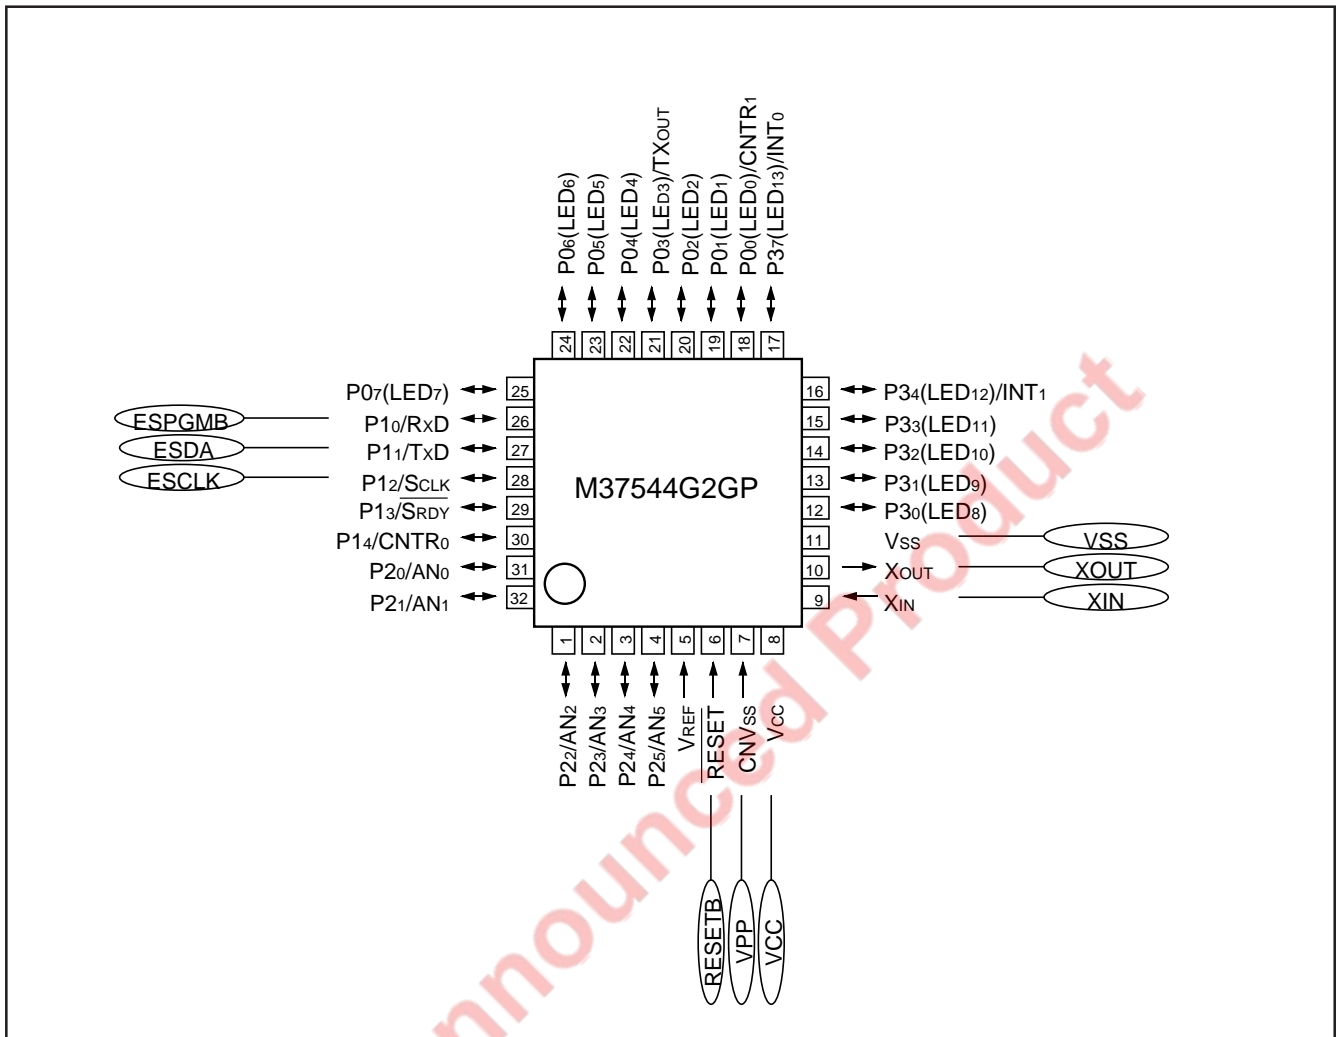 P06(LED6)
P05(LED5)
P04(LED4)
P03(LED3)/TXOUT
P02(LED2)
P01(LED1)
P00(LED0)/CNTR1
P37(LED13)/INT0
24
23
22
21
20
19
18
17
P07(LED7)
25
16
P34(LED12)/INT1
ESPGMB
P10/RXD
26
15
P33(LED11)
ESDA
P11/TXD
27
14
P32(LED10)
ESCLK
P12/SCLK
28
13
P31(LED9)
P13/SRDY
29
12
P30(LED8)
P14/CNTR0
30
11
VSS
VSS
P20/AN0
31
10
XOUT
XOUT
P21/AN1
32
9
XIN
XIN
M37544G2GP
1
2
3
4
5
6
7
8
P22/AN2
P23/AN3
P24/AN4
P25/AN5
VREF
RESET
CNVSS
VCC
RESETB
VPP
VCC
nnounced Product